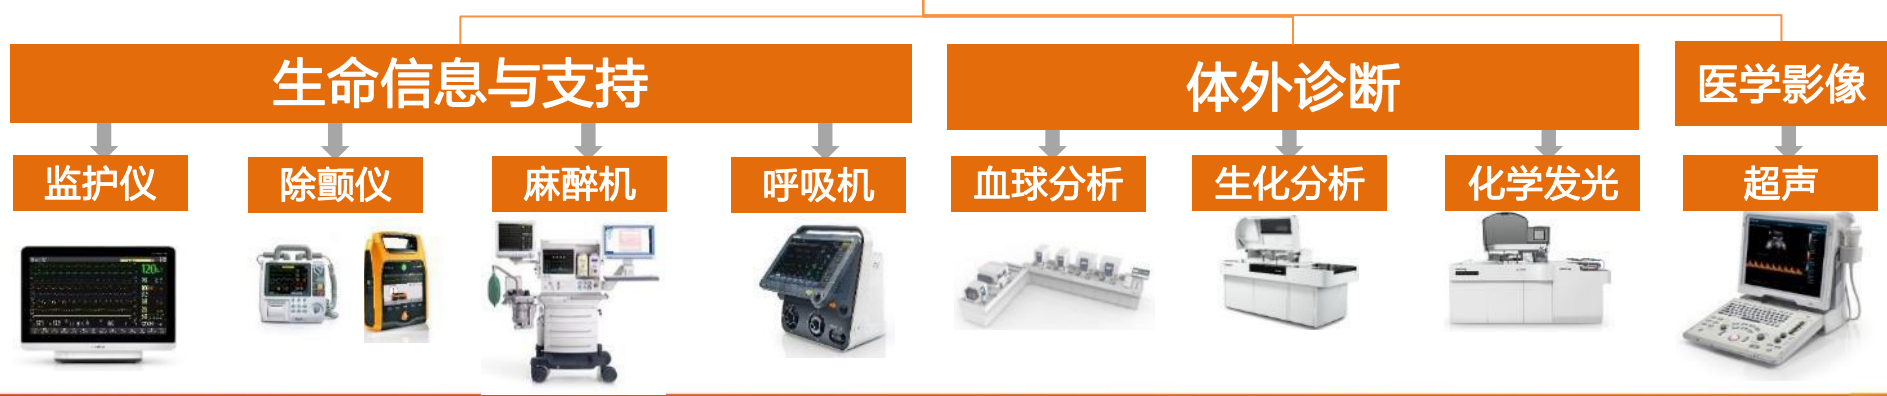 生命信息与支持
体外诊断
医学影像
监护仪
除颤仪
麻醉机
呼吸机
血球分析
生化分析
化学发光
超声
120